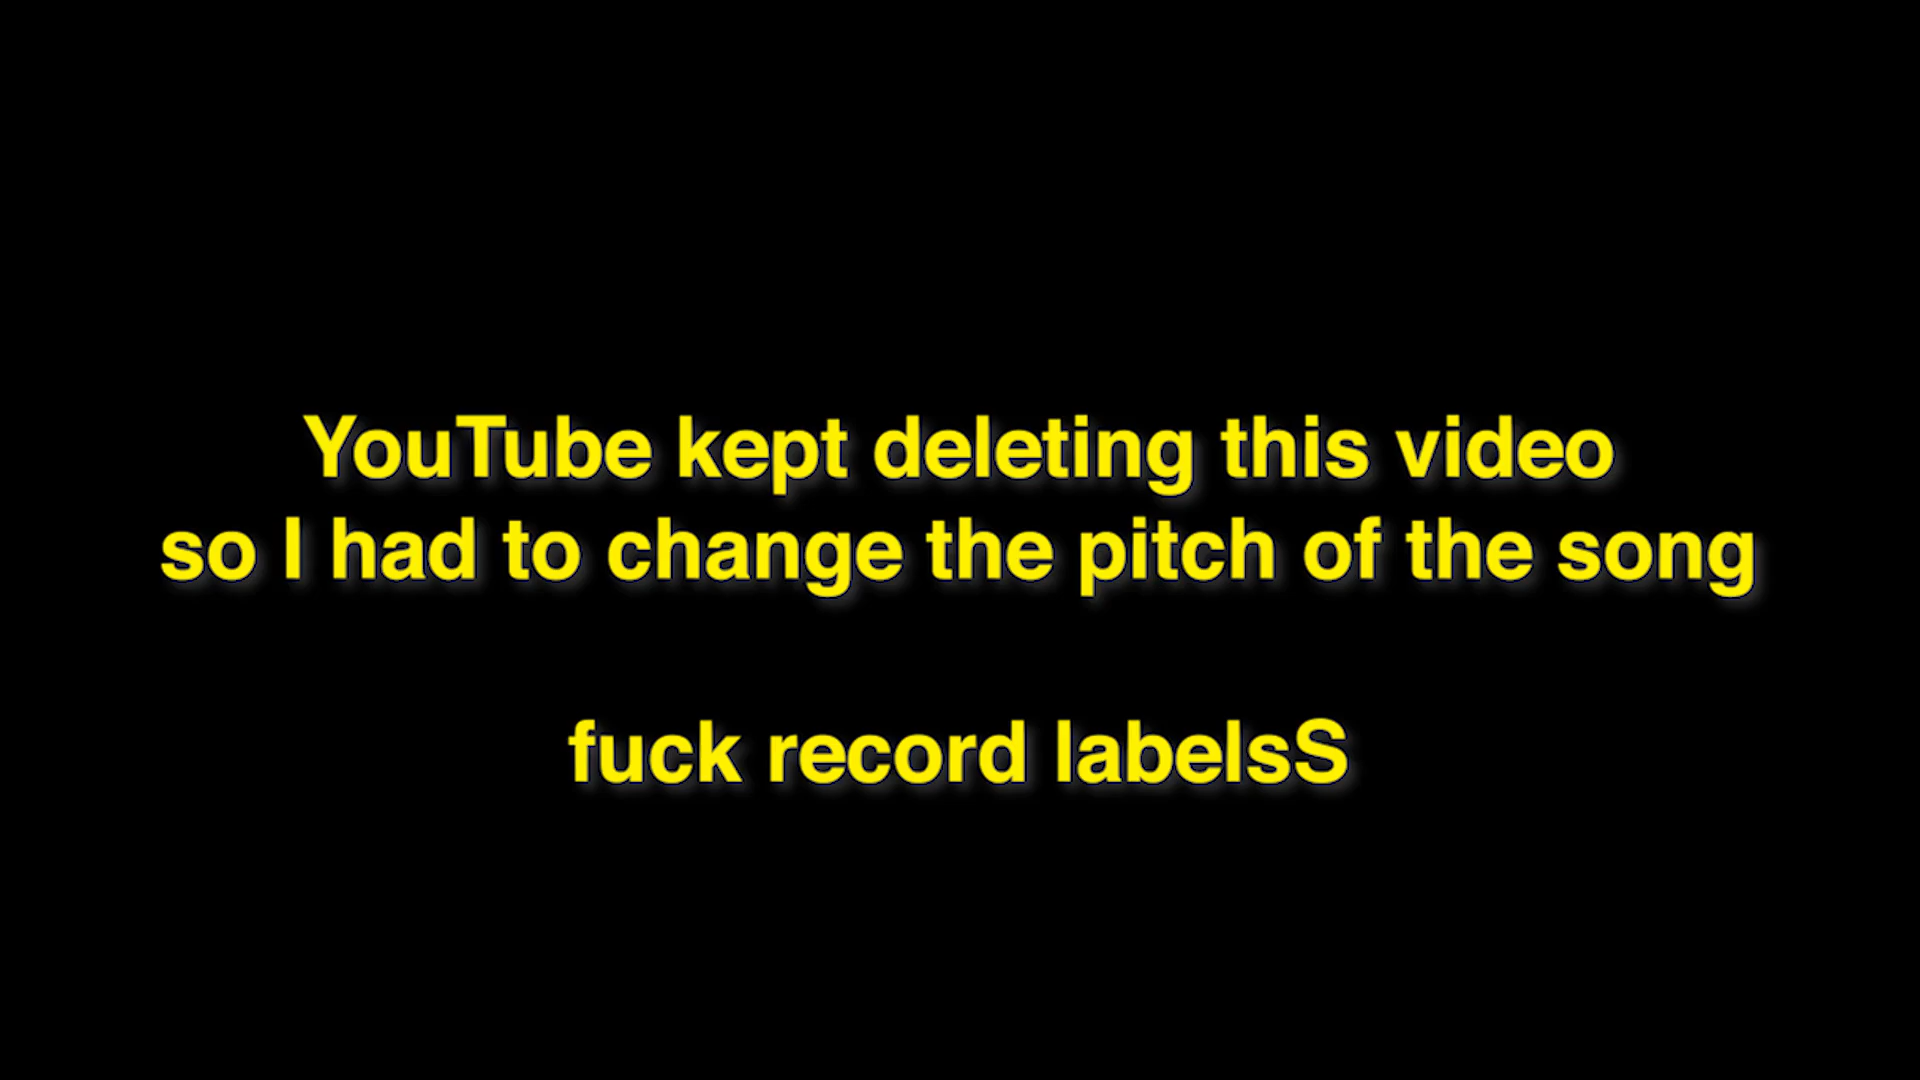 YouTube kept deleting this video
so I had to change the pitch of the song
fuck record labelsS